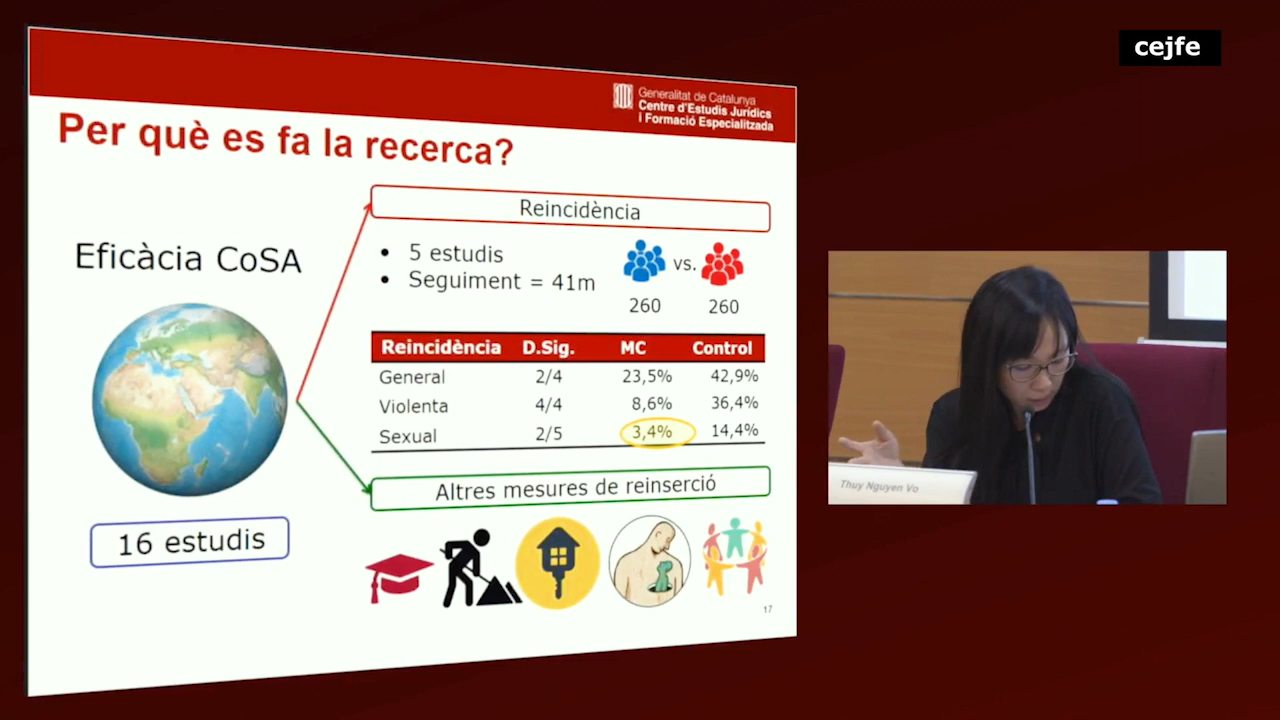 cejfe
Generalitat de Catalunya
Centre d'Estudis Jurídics
i Formació Especialitzada
Per què es fa la recerca?
Eficàcia CoSA
16 estudis
Reincidència
• 5 estudis
• Seguiment = 41m
vs.
260 260
Reincidència D.Sig. MC Control
General 2/4 23,5% 42,9%
Violenta 4/4 8,6% 36,4%
Sexual 2/5 3,4% 14,4%
Altres mesures de reinserció
17
Thuy Nguyen Vo